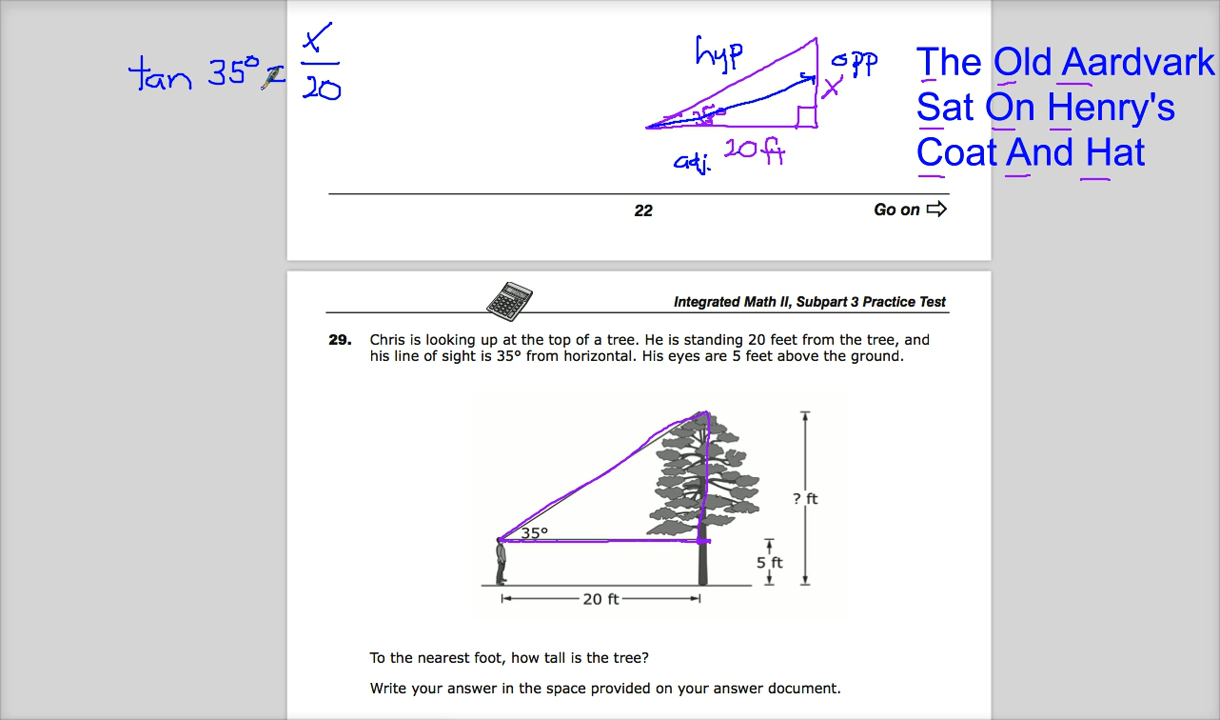 tan 35° = x/20
hyp
opp
x
35°
adj.
20 ft
The Old Aardvark
Sat On Henry's
Coat And Hat
22
Go on
Integrated Math II, Subpart 3 Practice Test
29. Chris is looking up at the top of a tree. He is standing 20 feet from the tree, and
his line of sight is 35° from horizontal. His eyes are 5 feet above the ground.
35°
? ft
5 ft
20 ft
To the nearest foot, how tall is the tree?
Write your answer in the space provided on your answer document.